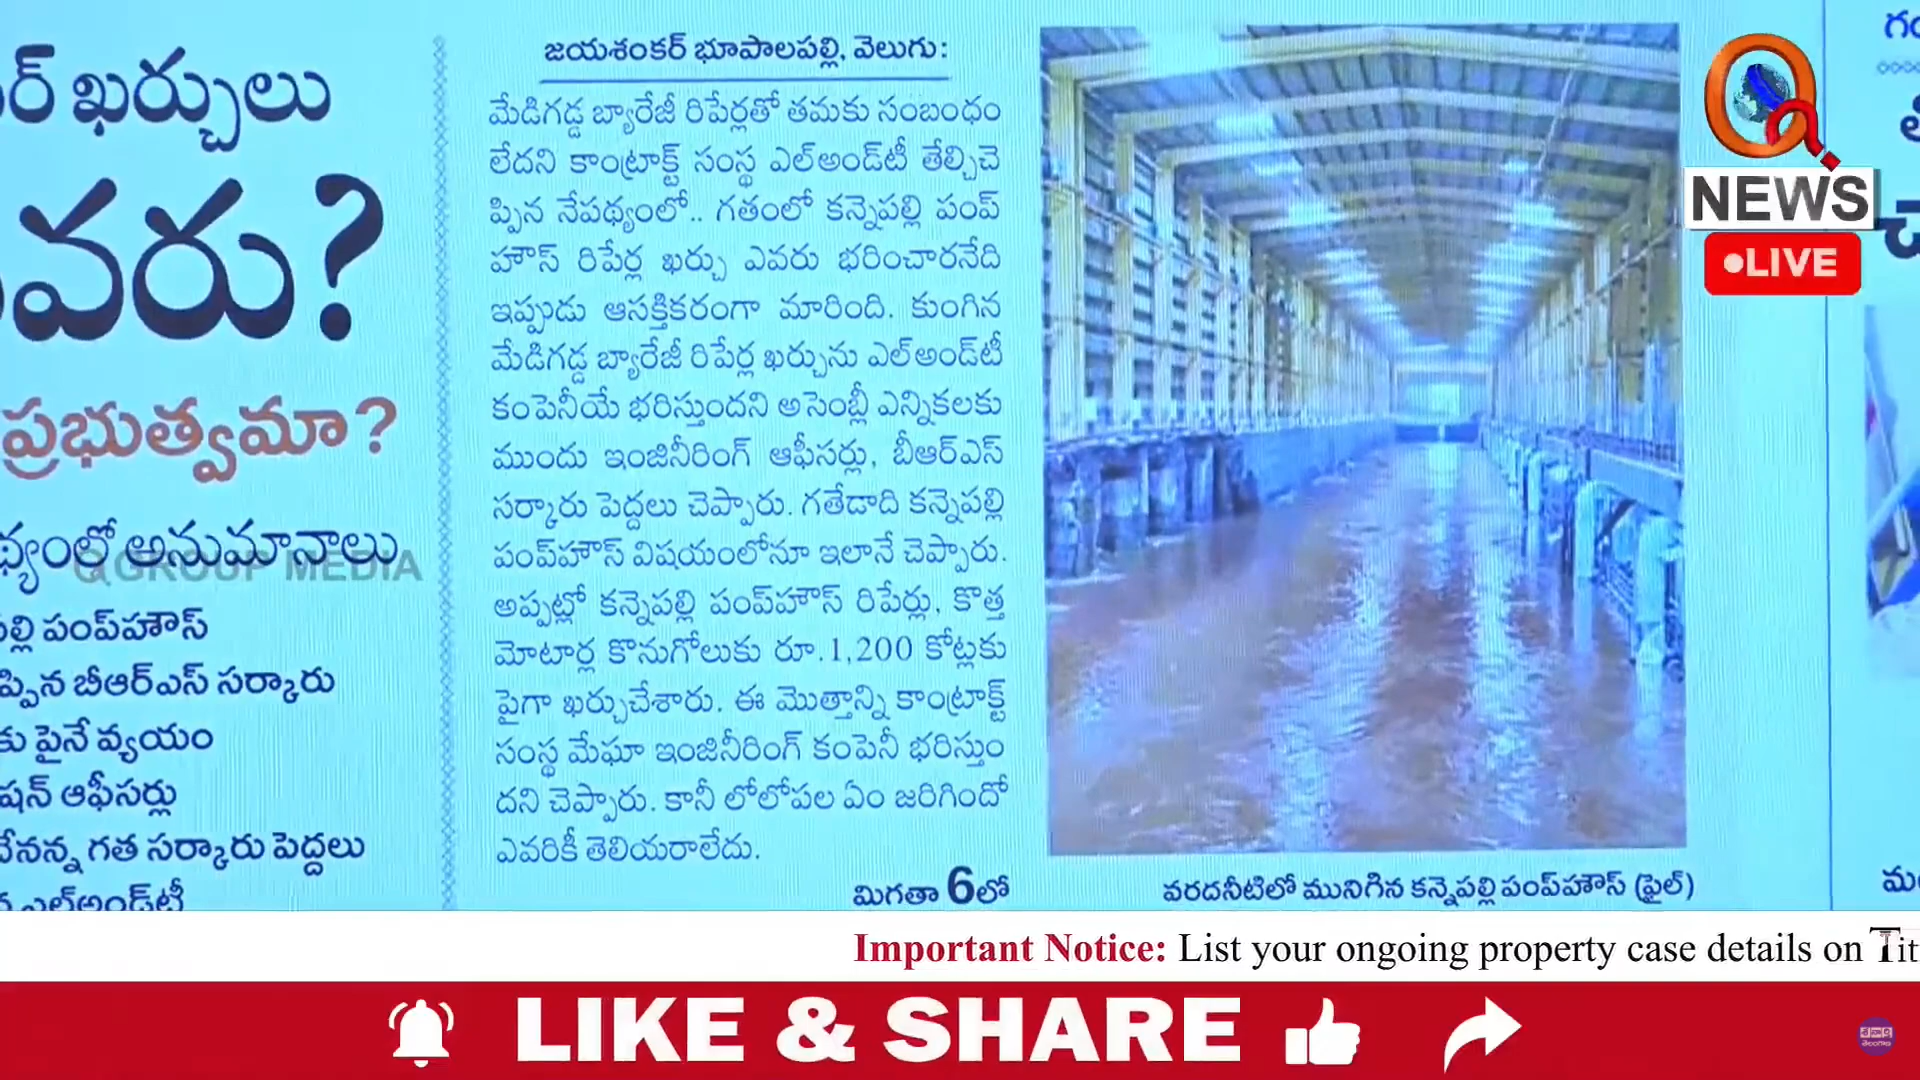 ర్ ఖర్చులు
వరు?
ప్రభుత్వమా?
అనుమానాలు
పంప్‌హౌస్
బీఆర్ఎస్ సర్కారు
కు పైనే వ్యయం
ఆఫీసర్లు
గత సర్కారు పెద్దలు
ఎల్అండ్‌టీ
జయశంకర్ భూపాలపల్లి, వెలుగు:
మేడిగడ్డ బ్యారేజీ రిపేర్లతో తమకు సంబంధం
లేదని కాంట్రాక్ట్ సంస్థ ఎల్అండ్‌టీ తేల్చిచె
ప్పిన నేపథ్యంలో.. గతంలో కన్నెపల్లి పంప్
హౌస్ రిపేర్ల ఖర్చు ఎవరు భరించారనేది
ఇప్పుడు ఆసక్తికరంగా మారింది. కుంగిన
మేడిగడ్డ బ్యారేజీ రిపేర్ల ఖర్చును ఎల్అండ్‌టీ
కంపెనీయే భరిస్తుందని అసెంబ్లీ ఎన్నికలకు
ముందు ఇంజినీరింగ్ ఆఫీసర్లు, బీఆర్ఎస్
సర్కారు పెద్దలు చెప్పారు. గతేడాది కన్నెపల్లి
పంప్‌హౌస్ విషయంలోనూ ఇలానే చెప్పారు.
అప్పట్లో కన్నెపల్లి పంప్‌హౌస్ రిపేర్లు, కొత్త
మోటార్ల కొనుగోలుకు రూ.1,200 కోట్లకు
పైగా ఖర్చుచేశారు. ఈ మొత్తాన్ని కాంట్రాక్ట్
సంస్థ మేఘా ఇంజినీరింగ్ కంపెనీ భరిస్తుం
దని చెప్పారు. కానీ లోలోపల ఏం జరిగిందో
ఎవరికీ తెలియరాలేదు.
మిగతా 6లో
వరదనీటిలో మునిగిన కన్నెపల్లి పంప్‌హౌస్ (ఫైల్)
Q GROUP MEDIA
Q
NEWS
LIVE
Important Notice: List your ongoing property case details on Tit
LIKE & SHARE
తెలంగాణ